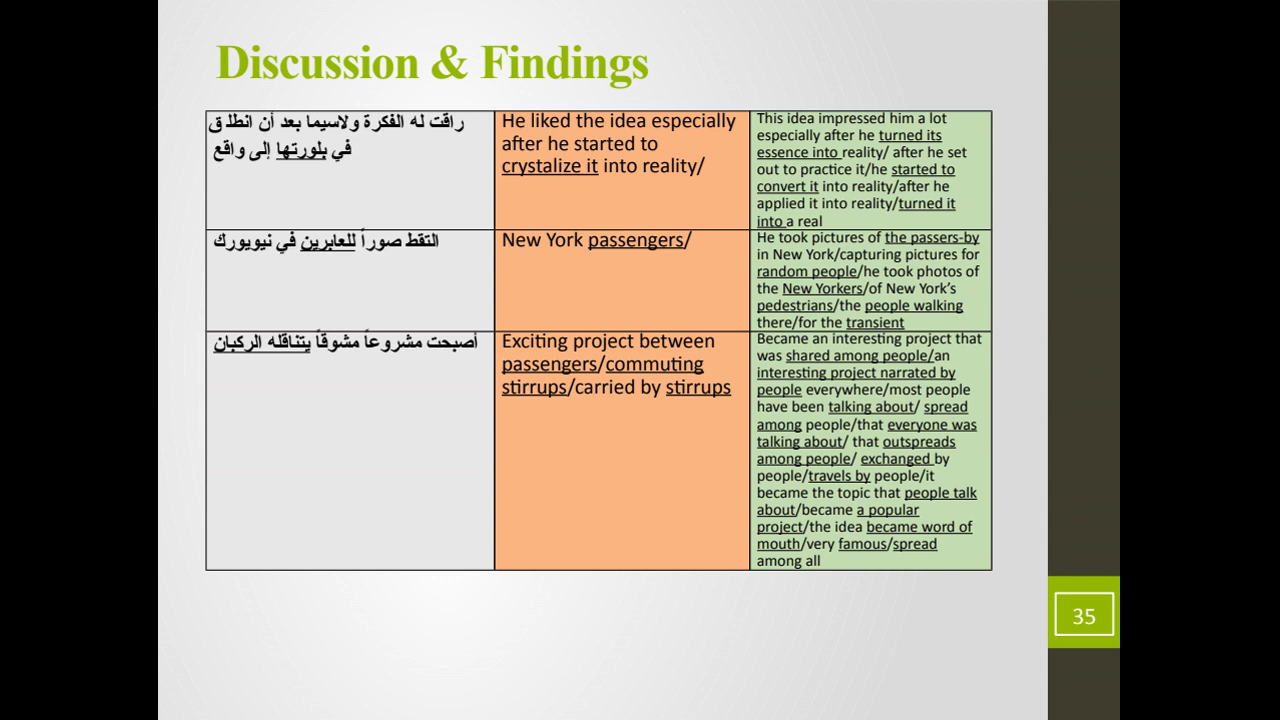 Discussion & Findings
راقت له الفكرة ولاسيما بعد أن انطلق
في بلورتها إلى واقع
He liked the idea especially
after he started to
crystalize it into reality/
This idea impressed him a lot
especially after he turned its
essence into reality/ after he set
out to practice it/he started to
convert it into reality/after he
applied it into reality/turned it
into a real
التقط صوراً للعابرين في نيويورك
New York passengers/
He took pictures of the passers-by
in New York/capturing pictures for
random people/he took photos of
the New Yorkers/of New York's
pedestrians/the people walking
there/for the transient
أصبحت مشروعاً مشوقاً يتناقله الركبان
Exciting project between
passengers/commuting
stirrups/carried by stirrups
Became an interesting project that
was shared among people/an
interesting project narrated by
people everywhere/most people
have been talking about/ spread
among people/that everyone was
talking about/ that outspreads
among people/ exchanged by
people/travels by people/it
became the topic that people talk
about/became a popular
project/the idea became word of
mouth/very famous/spread
among all
35